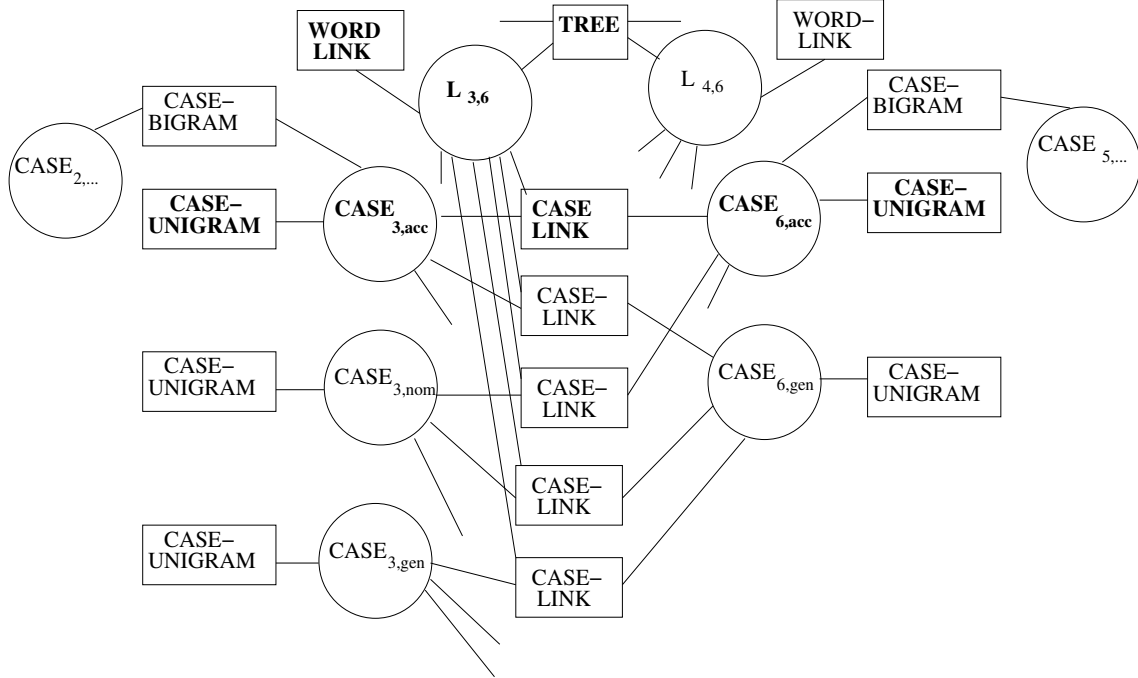 WORD
LINK
TREE
WORD–
LINK
L 3,6
L 4,6
CASE–
BIGRAM
CASE–
BIGRAM
CASE 2,...
CASE 5,...
CASE–
UNIGRAM
CASE 3,acc
CASE
LINK
CASE 6,acc
CASE–
UNIGRAM
CASE–
LINK
CASE–
UNIGRAM
CASE 3,nom
CASE–
LINK
CASE 6,gen
CASE–
UNIGRAM
CASE–
LINK
CASE–
UNIGRAM
CASE 3,gen
CASE–
LINK